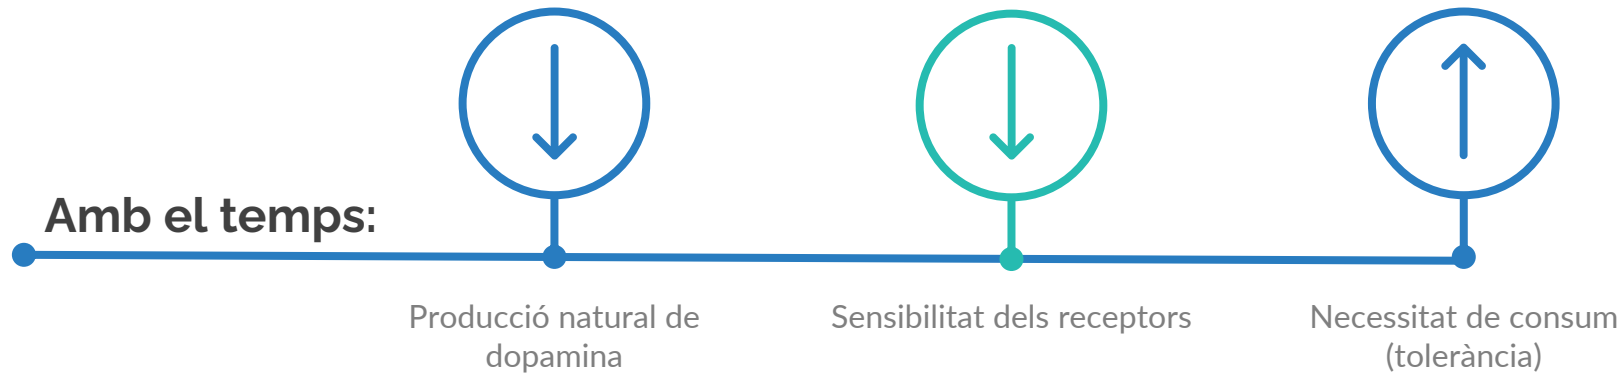 Amb el temps:
Producció natural de
dopamina
Sensibilitat dels receptors
Necessitat de consum
(tolerància)